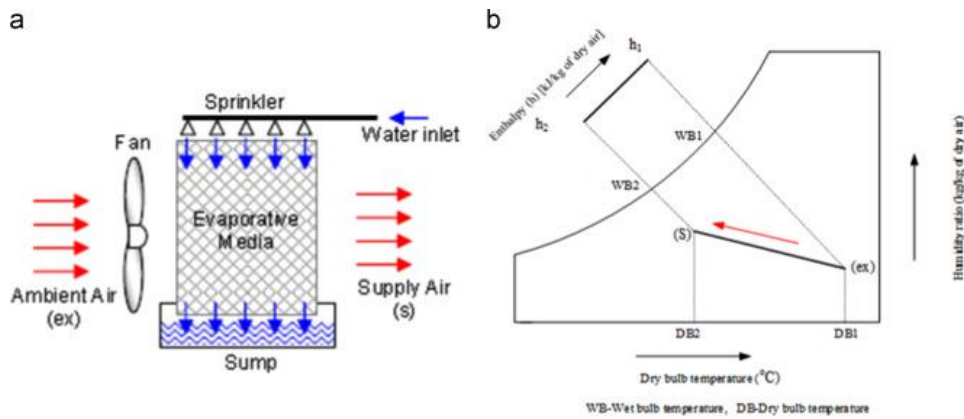 a
Sprinkler
Water inlet
Fan
Evaporative
Media
Ambient Air
(ex)
Supply Air
(s)
Sump
b
Enthalpy (h) [kJ/kg of dry air]
h1
h2
WB1
WB2
(S)
(ex)
DB2
DB1
Humidity ratio (kg/kg of dry air)
Dry bulb temperature (°C)
WB-Wet bulb temperature, DB-Dry bulb temperature